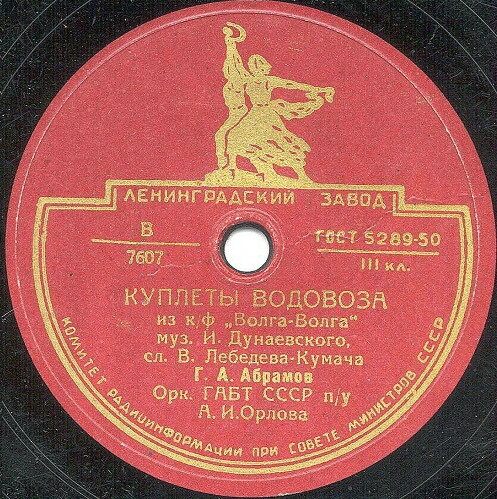 ЛЕНИНГРАДСКИЙ ЗАВОД
В
7607
ГОСТ 5289-50
III кл.
КУПЛЕТЫ ВОДОВОЗА
из к/ф „Волга-Волга“
муз. И. Дунаевского,
сл. В. Лебедева-Кумача
Г. А. Абрамов
Орк. ГАБТ СССР п/у
А. И. Орлова
КОМИТЕТ РАДИОИНФОРМАЦИИ ПРИ СОВЕТЕ МИНИСТРОВ СССР